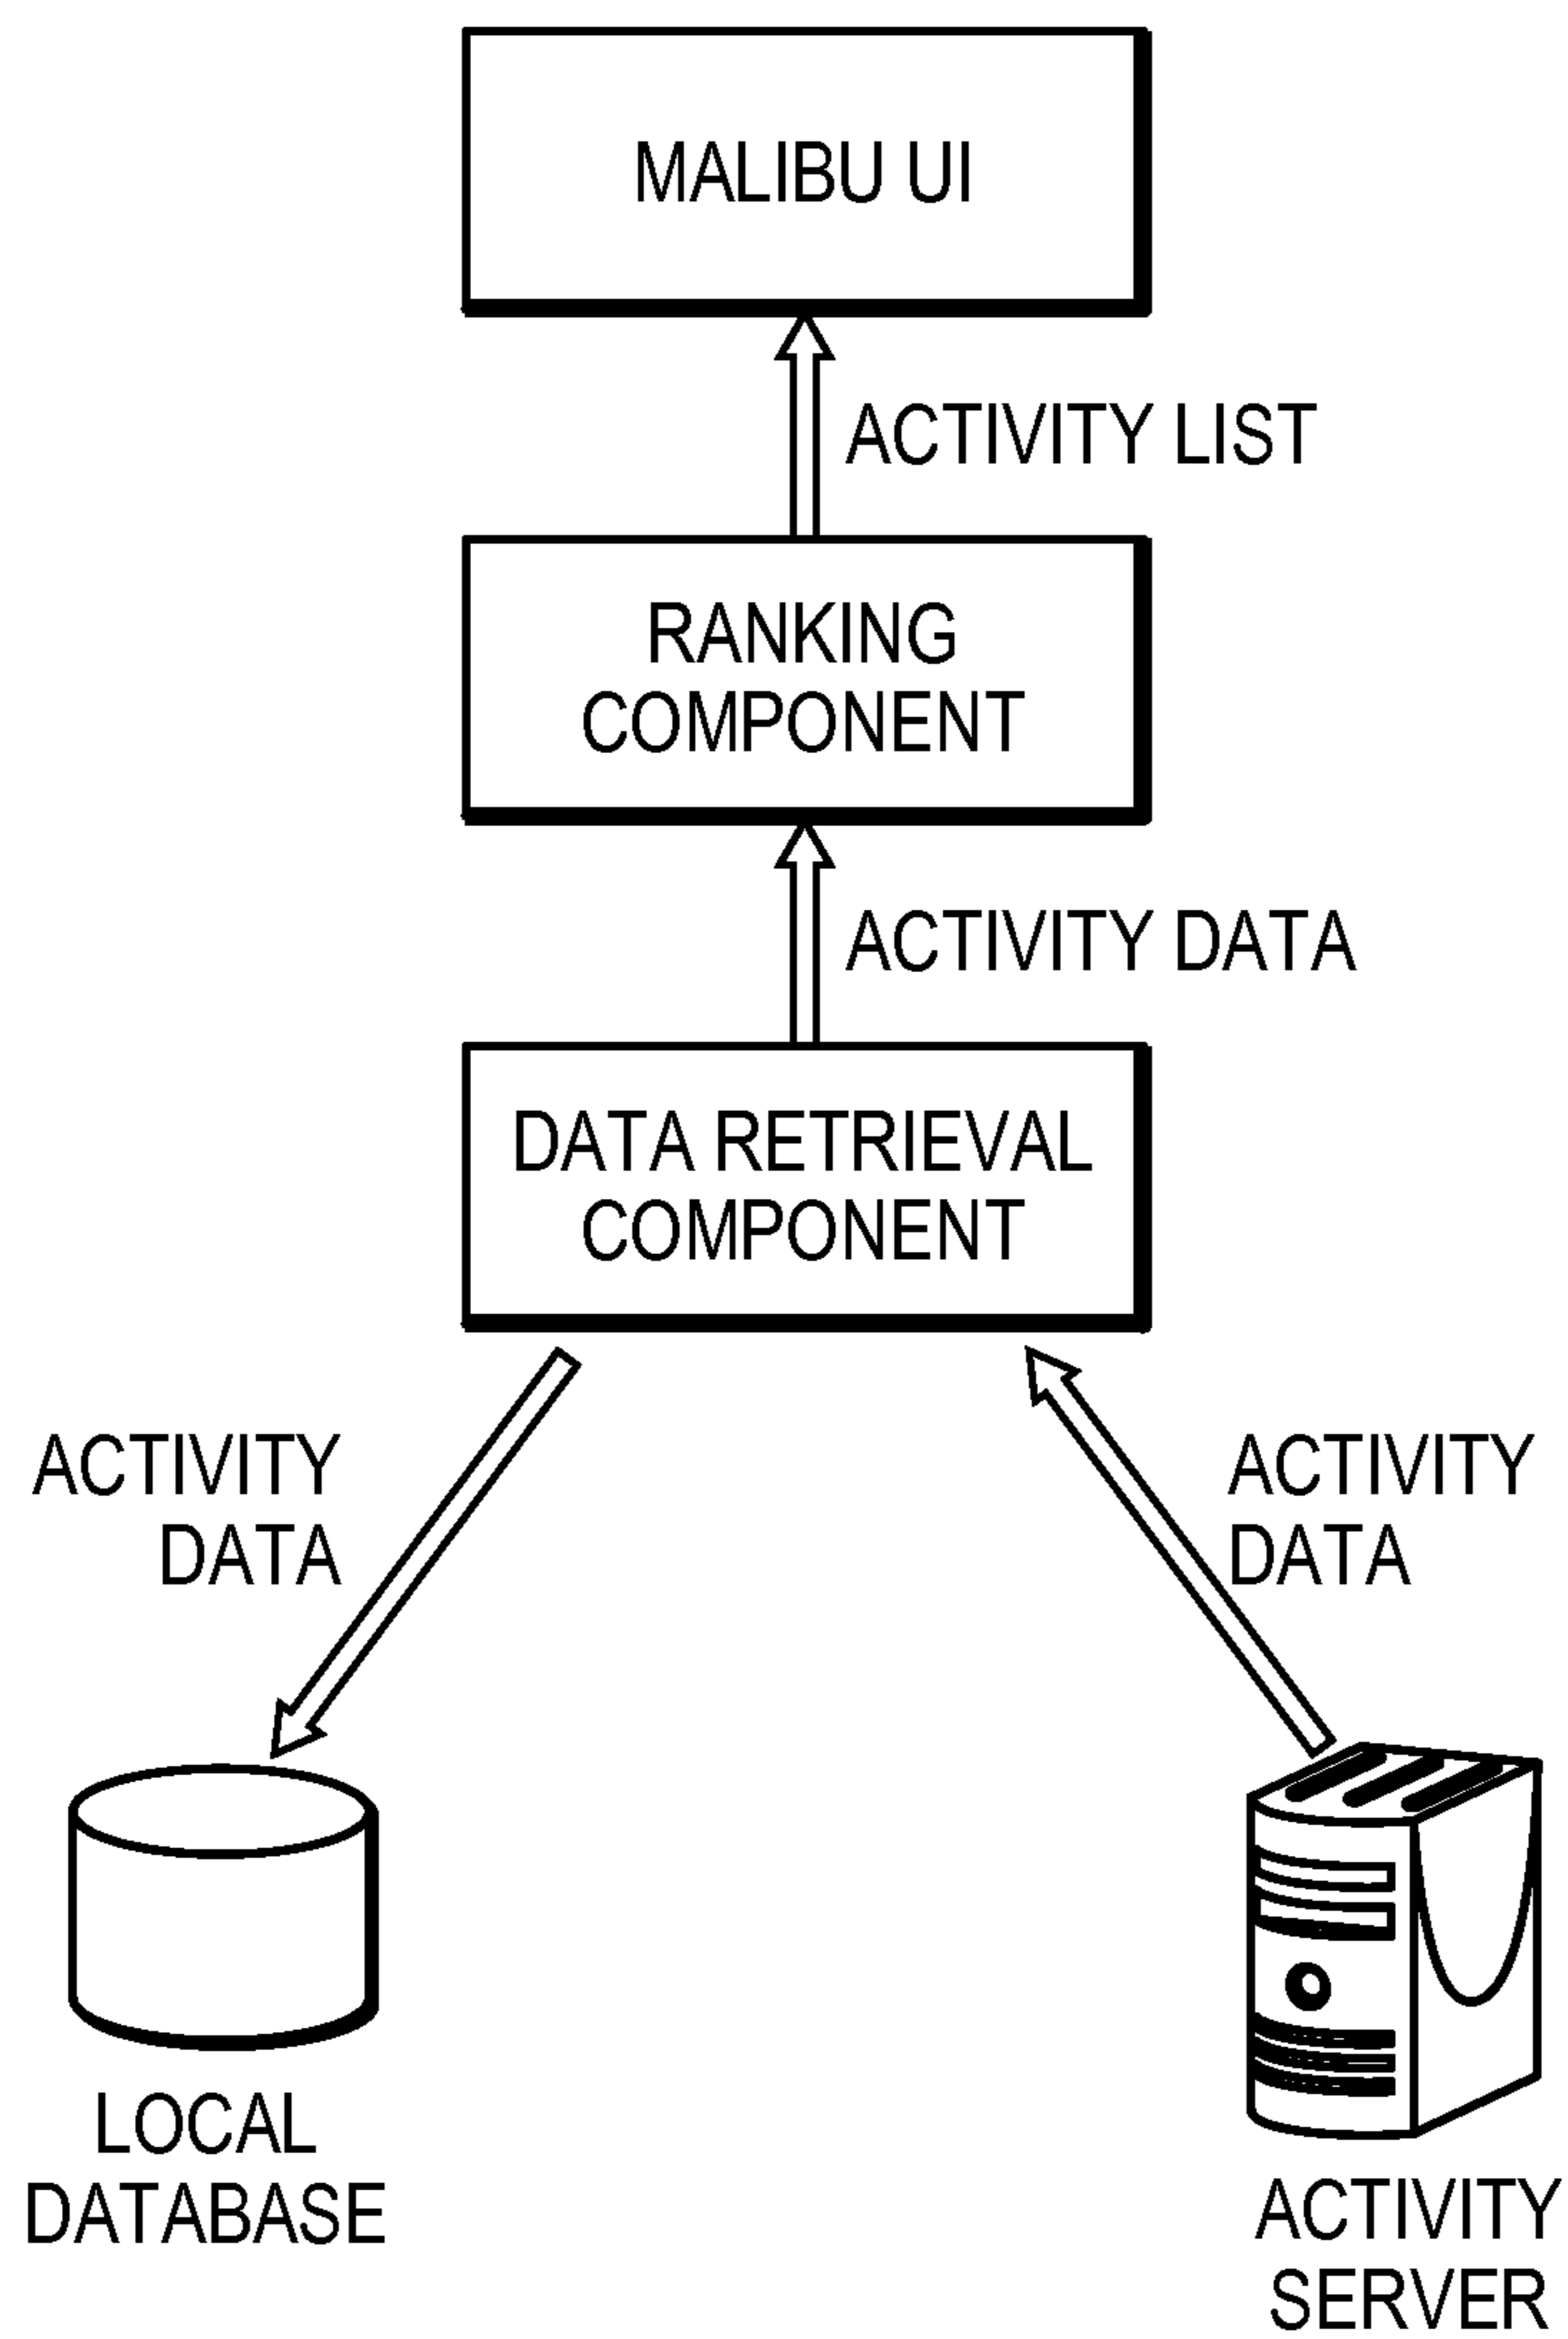 MALIBU UI
ACTIVITY LIST
RANKING
COMPONENT
ACTIVITY DATA
DATA RETRIEVAL
COMPONENT
ACTIVITY
DATA
ACTIVITY
DATA
LOCAL
DATABASE
ACTIVITY
SERVER